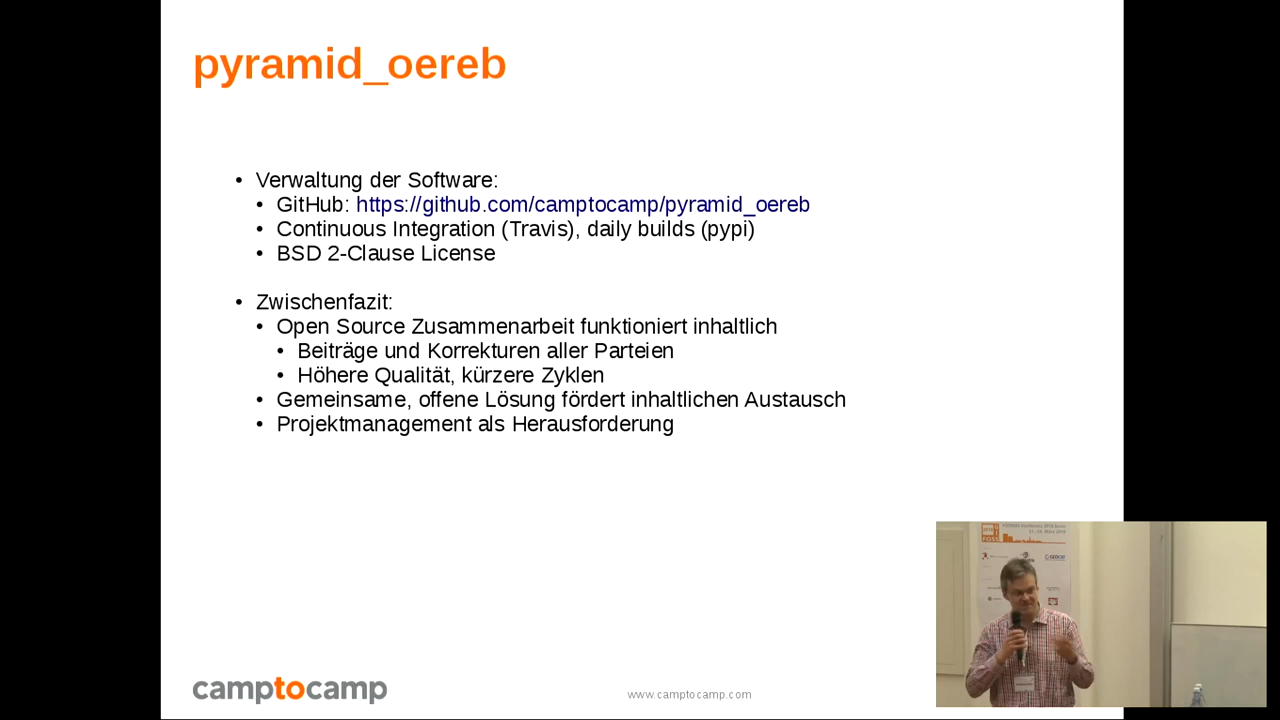 pyramid_oereb
• Verwaltung der Software:
• GitHub: https://github.com/camptocamp/pyramid_oereb
• Continuous Integration (Travis), daily builds (pypi)
• BSD 2-Clause License
• Zwischenfazit:
• Open Source Zusammenarbeit funktioniert inhaltlich
• Beiträge und Korrekturen aller Parteien
• Höhere Qualität, kürzere Zyklen
• Gemeinsame, offene Lösung fördert inhaltlichen Austausch
• Projektmanagement als Herausforderung
camptocamp
www.camptocamp.com